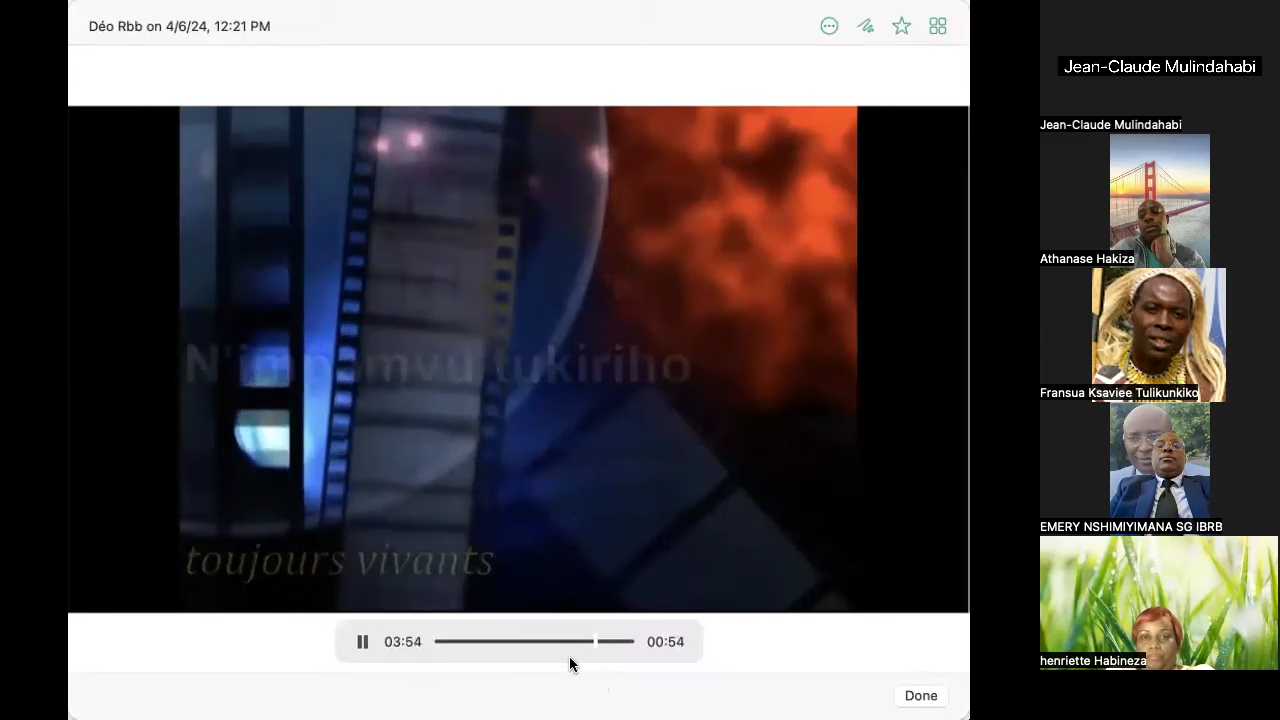 Déo Rbb on 4/6/24, 12:21 PM
N'impamvu tukiriho
toujours vivants
03:54
00:54
Done
Jean-Claude Mulindahabi
Jean-Claude Mulindahabi
Athanase Hakiza
Fransua Ksaviee Tulikunkiko
EMERY NSHIMIYIMANA SG IBRB
henriette Habineza